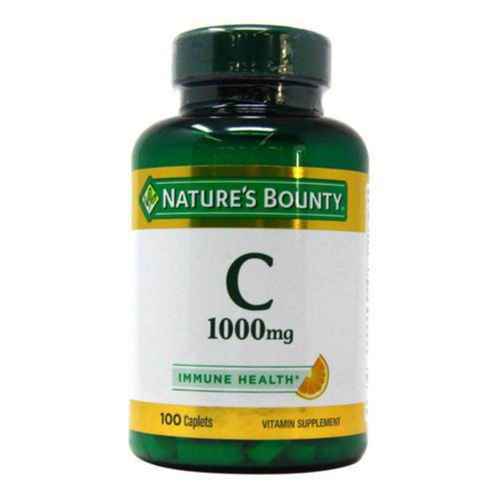 NATURE'S BOUNTY®
C
1000mg
IMMUNE HEALTH*
100 Caplets
VITAMIN SUPPLEMENT